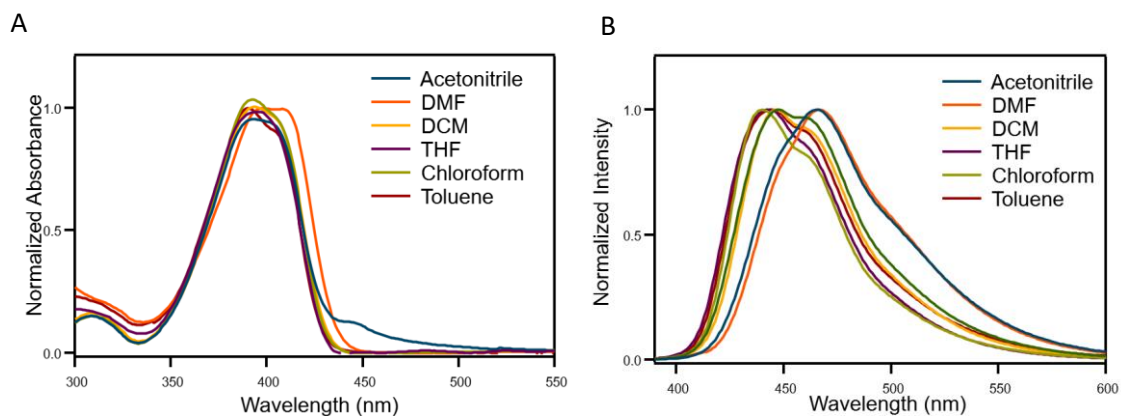 A
Normalized Absorbance
1.0
0.5
0.0
300
350
400
450
500
550
Wavelength (nm)
Acetonitrile
DMF
DCM
THF
Chloroform
Toluene
B
Normalized Intensity
1.0
0.5
0.0
400
450
500
550
600
Wavelength (nm)
Acetonitrile
DMF
DCM
THF
Chloroform
Toluene